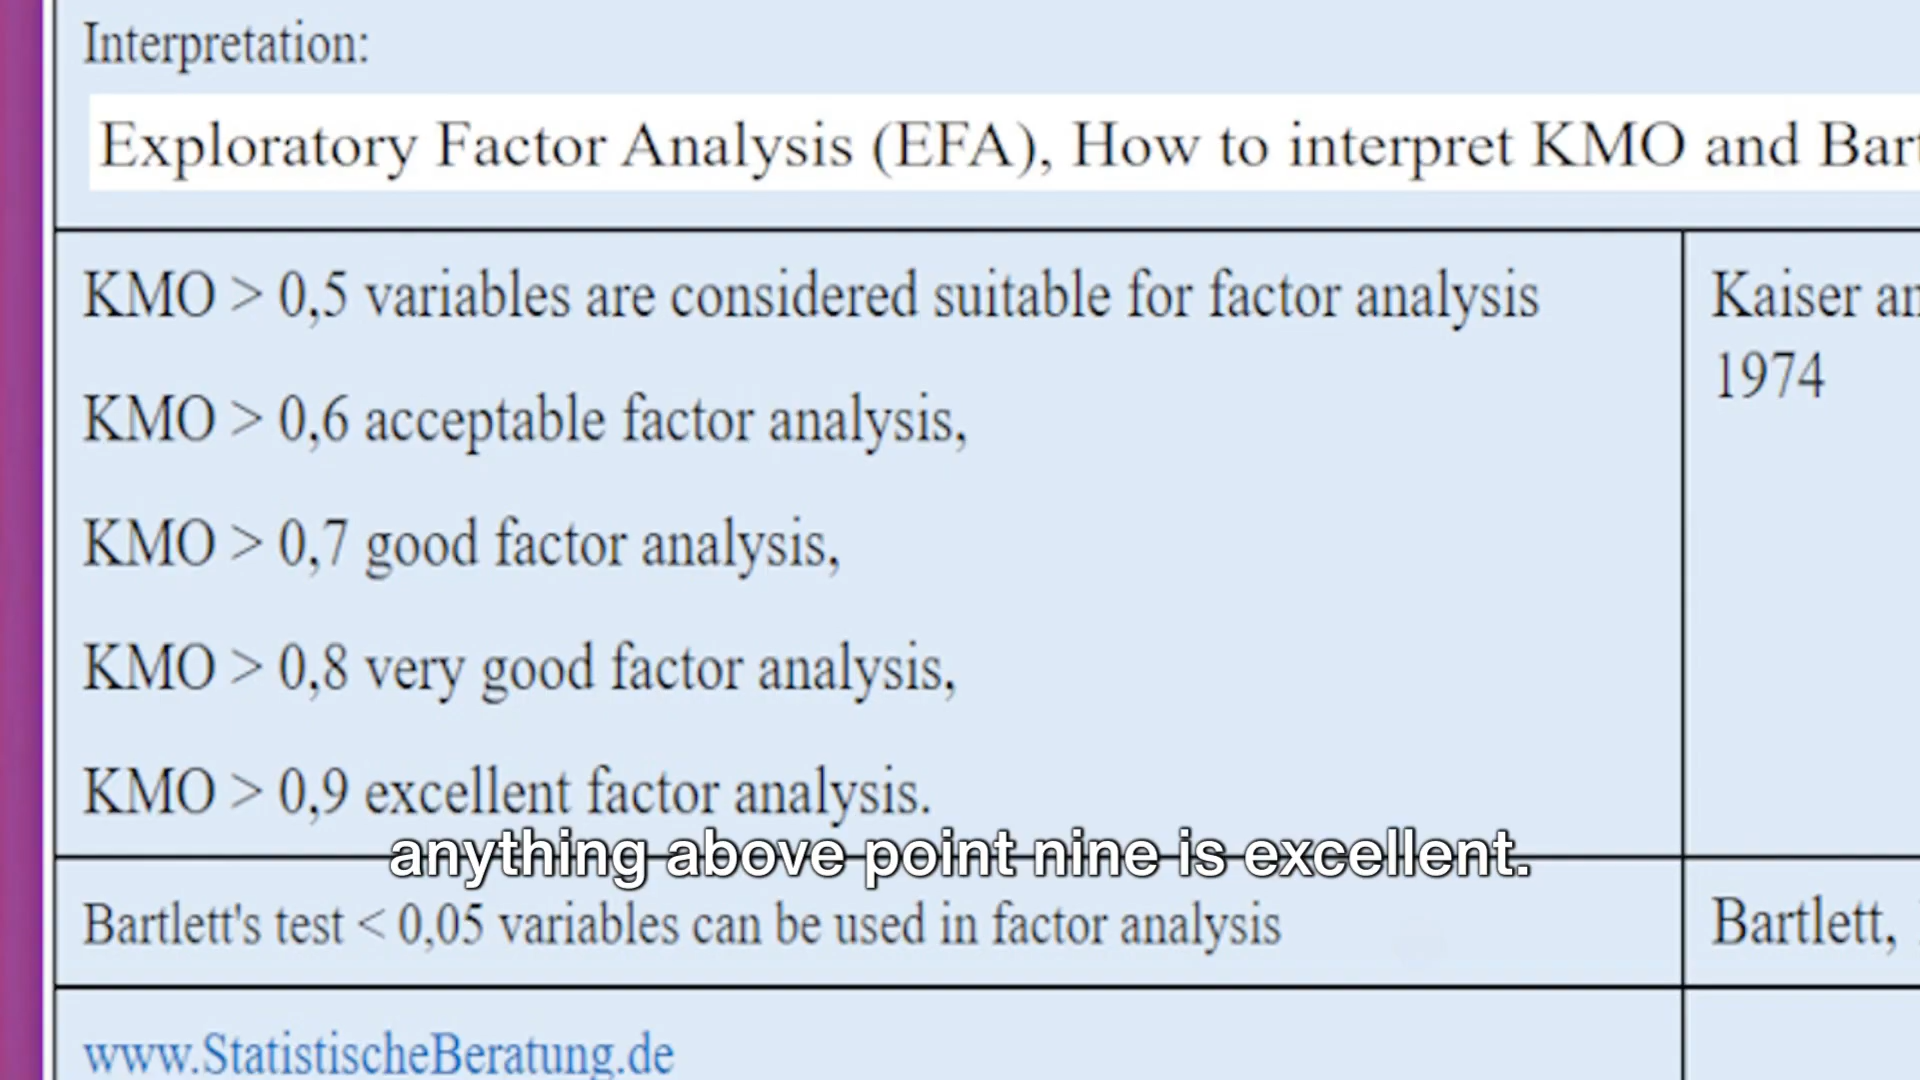 Interpretation:
Exploratory Factor Analysis (EFA), How to interpret KMO and
KMO > 0,5 variables are considered suitable for factor analysis
Kaiser
1974
KMO > 0,6 acceptable factor analysis,
KMO > 0,7 good factor analysis,
KMO > 0,8 very good factor analysis,
KMO > 0,9 excellent factor analysis.
anything above point nine is excellent.
Bartlett's test < 0,05 variables can be used in factor analysis
Bartlett,
www.StatistischeBeratung.de